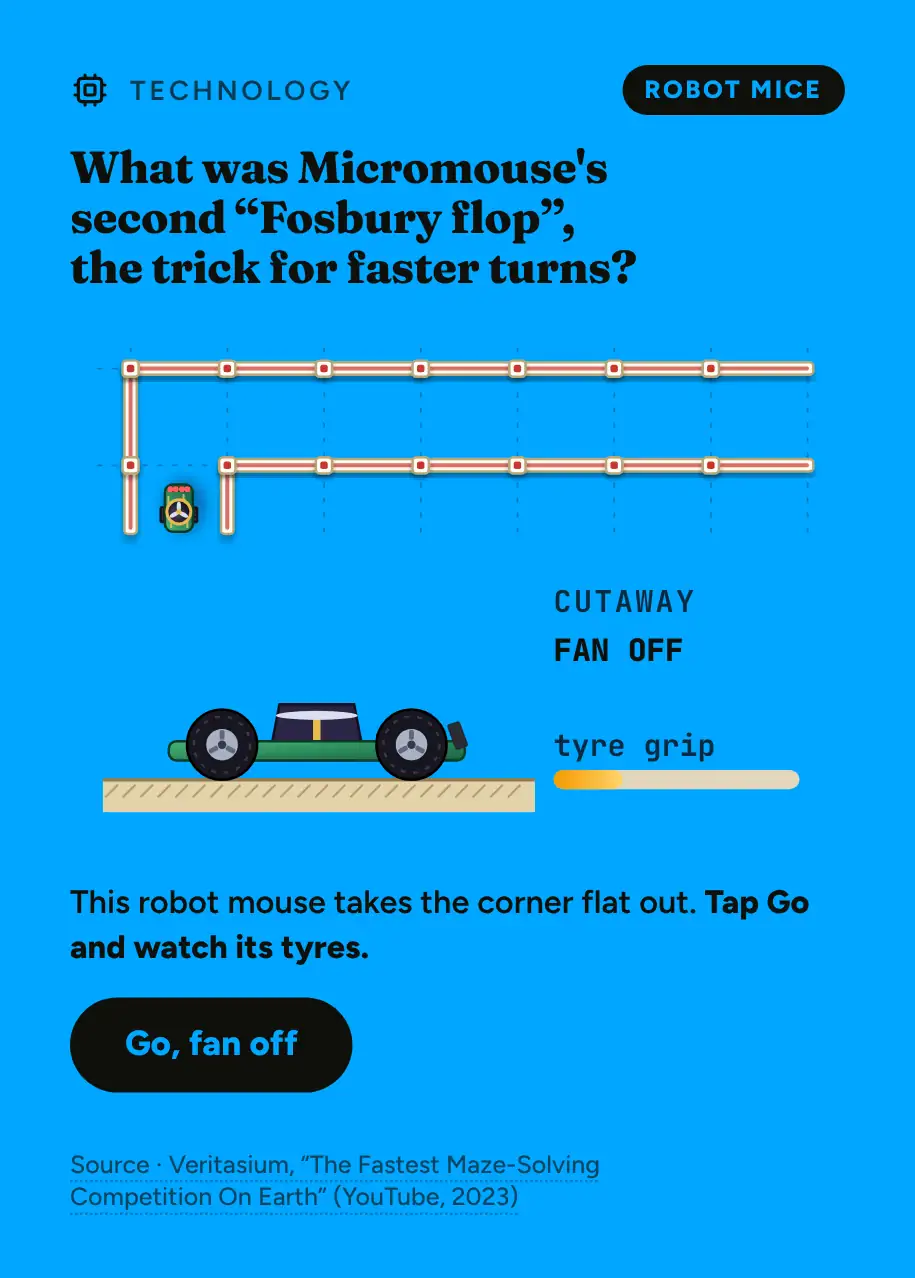 TECHNOLOGY
ROBOT MICE
What was Micromouse's
second “Fosbury flop”,
the trick for faster turns?
CUTAWAY
FAN OFF
tyre grip
This robot mouse takes the corner flat out. Tap Go
and watch its tyres.
Go, fan off
Source · Veritasium, “The Fastest Maze-Solving
Competition On Earth” (YouTube, 2023)